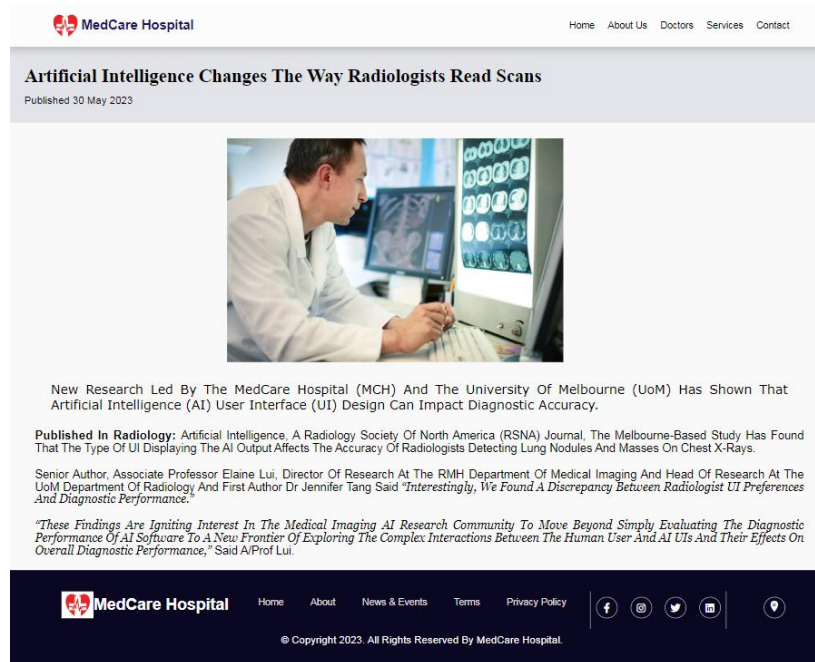 MedCare Hospital
Home About Us Doctors Services Contact
Artificial Intelligence Changes The Way Radiologists Read Scans
Published 30 May 2023
New Research Led By The MedCare Hospital (MCH) And The University Of Melbourne (UoM) Has Shown That
Artificial Intelligence (AI) User Interface (UI) Design Can Impact Diagnostic Accuracy.
Published In Radiology: Artificial Intelligence, A Radiology Society Of North America (RSNA) Journal, The Melbourne-Based Study Has Found
That The Type Of UI Displaying The AI Output Affects The Accuracy Of Radiologists Detecting Lung Nodules And Masses On Chest X-Rays.
Senior Author, Associate Professor Elaine Lui, Director Of Research At The RMH Department Of Medical Imaging And Head Of Research At The
UoM Department Of Radiology And First Author Dr Jennifer Tang Said “Interestingly, We Found A Discrepancy Between Radiologist UI Preferences
And Diagnostic Performance.”
“These Findings Are Igniting Interest In The Medical Imaging AI Research Community To Move Beyond Simply Evaluating The Diagnostic
Performance Of AI Software To A New Frontier Of Exploring The Complex Interactions Between The Human User And AI UIs And Their Effects On
Overall Diagnostic Performance,” Said A/Prof Lui.
MedCare Hospital
Home About News & Events Terms Privacy Policy
© Copyright 2023. All Rights Reserved By MedCare Hospital.